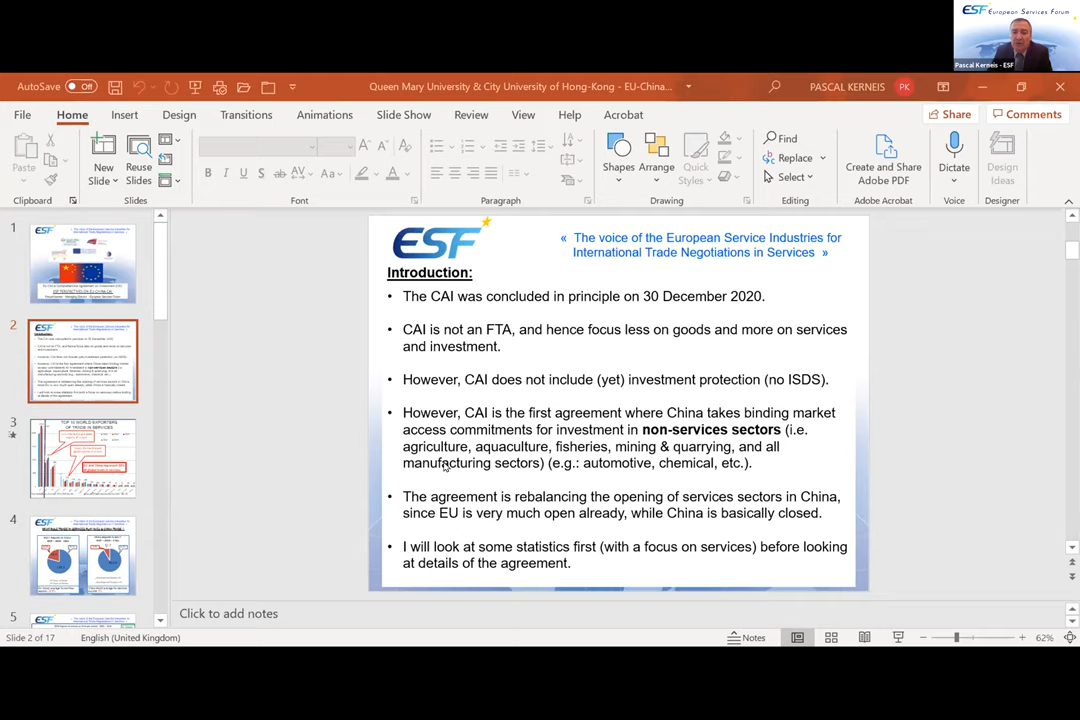 ESF European Services Forum
Pascal Kerneis - ESF
AutoSave Off
Queen Mary University & City University of Hong-Kong - EU-China...
PASCAL KERNEIS PK
File Home Insert Design Transitions Animations Slide Show Review View Help Acrobat Share Comments
Paste
New Slide
Reuse Slides
Shapes
Arrange
Quick Styles
Find
Replace
Select
Create and Share Adobe PDF
Dictate
Design Ideas
Clipboard Slides Font Paragraph Drawing Editing Adobe Acrobat Voice Designer
1
2
3
4
5
ESF
« The voice of the European Service Industries for
International Trade Negotiations in Services »
Introduction:
• The CAI was concluded in principle on 30 December 2020.
• CAI is not an FTA, and hence focus less on goods and more on services
and investment.
• However, CAI does not include (yet) investment protection (no ISDS).
• However, CAI is the first agreement where China takes binding market
access commitments for investment in non-services sectors (i.e.
agriculture, aquaculture, fisheries, mining & quarrying, and all
manufacturing sectors) (e.g.: automotive, chemical, etc.).
• The agreement is rebalancing the opening of services sectors in China,
since EU is very much open already, while China is basically closed.
• I will look at some statistics first (with a focus on services) before looking
at details of the agreement.
Click to add notes
Slide 2 of 17 English (United Kingdom) Notes 62%